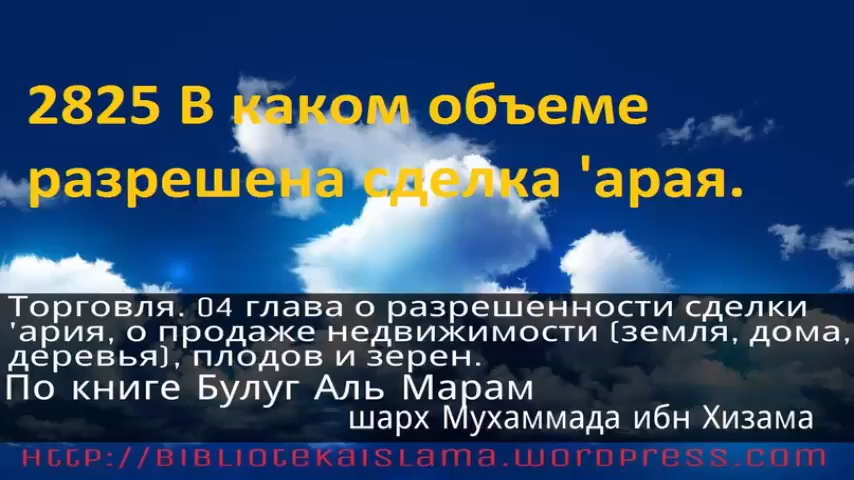 2825 В каком объеме
разрешена сделка 'арая.
Торговля. 04 глава о разрешенности сделки
'ария, о продаже недвижимости (земля, дома,
деревья), плодов и зерен.
По книге Булуг Аль Марам
шарх Мухаммада ибн Хизама
HTTP://BIBLIOTEKAISLAMA.WORDPRESS.COM